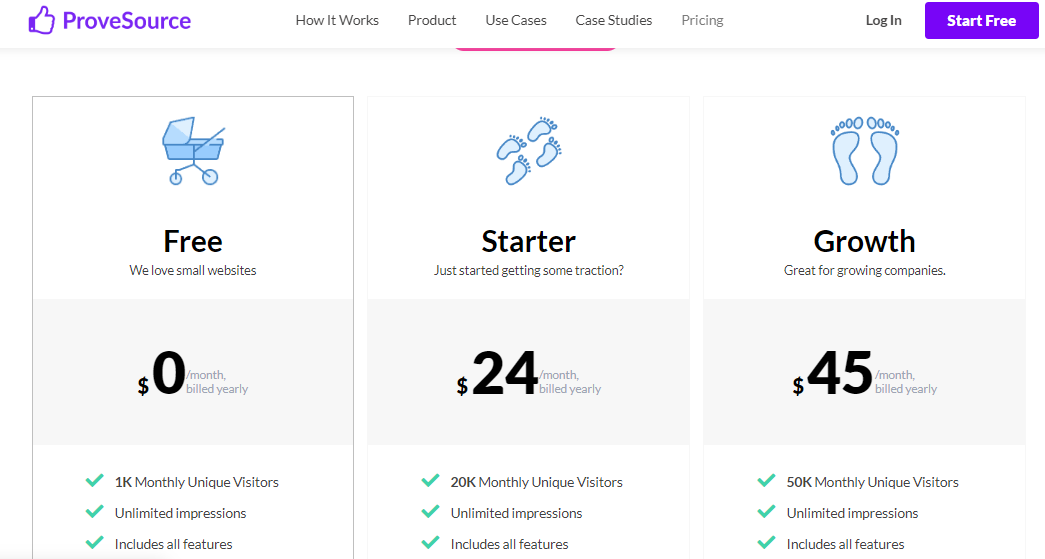 ProveSource How It Works Product Use Cases Case Studies Pricing Log In Start Free
Free
We love small websites
$0 /month,
billed yearly
1K Monthly Unique Visitors
Unlimited impressions
Includes all features
Starter
Just started getting some traction?
$24 /month,
billed yearly
20K Monthly Unique Visitors
Unlimited impressions
Includes all features
Growth
Great for growing companies.
$45 /month,
billed yearly
50K Monthly Unique Visitors
Unlimited impressions
Includes all features